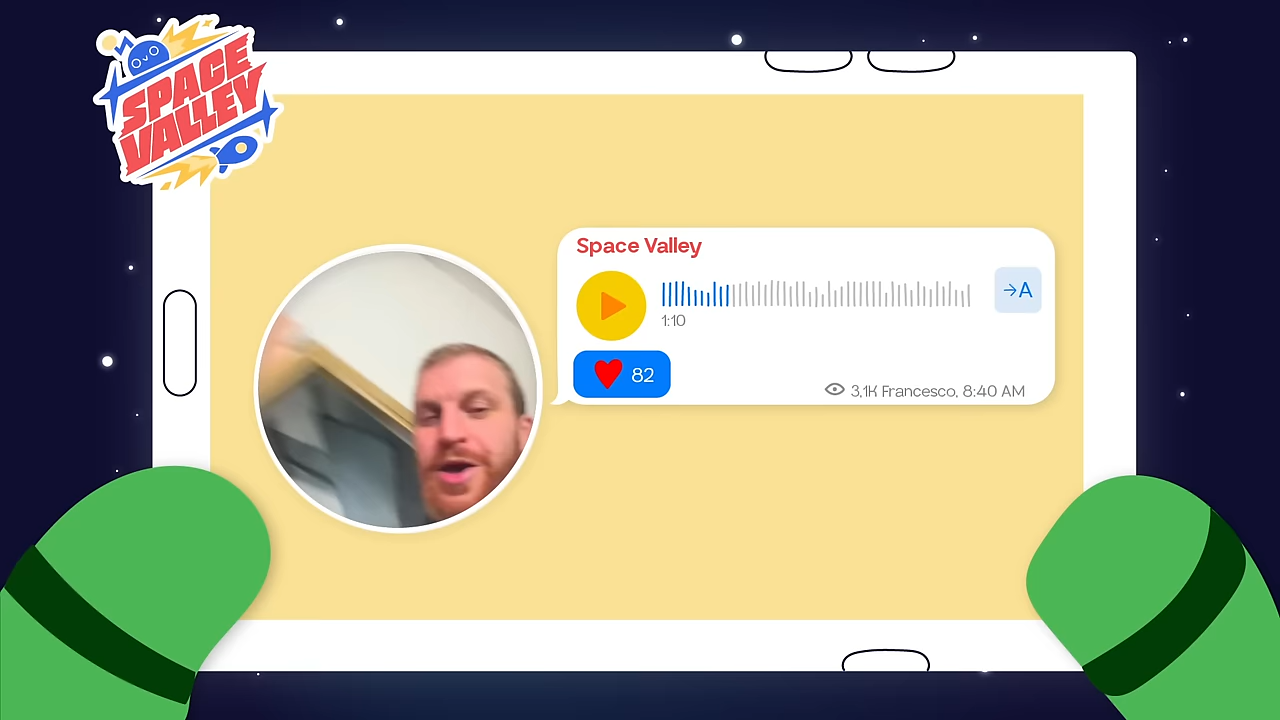 SPACE
VALLEY
Space Valley
1:10
→A
82
3,1K Francesco, 8:40 AM